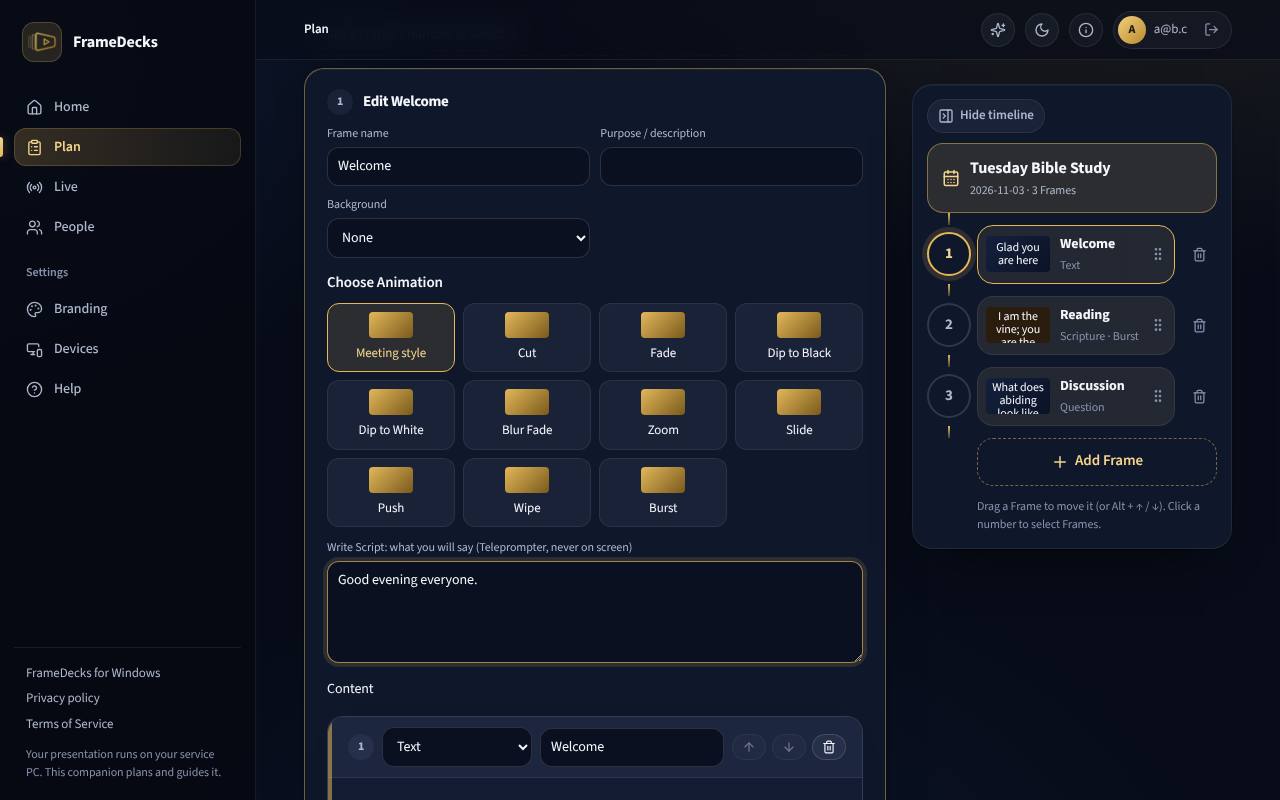 FrameDecks
Plan
A
a@b.c
Home
Plan
Live
People
Settings
Branding
Devices
Help
FrameDecks for Windows
Privacy policy
Terms of Service
Your presentation runs on your service
PC. This companion plans and guides it.
1
Edit Welcome
Frame name
Purpose / description
Welcome
Background
None
Choose Animation
Meeting style
Cut
Fade
Dip to Black
Dip to White
Blur Fade
Zoom
Slide
Push
Wipe
Burst
Write Script: what you will say (Teleprompter, never on screen)
Good evening everyone.
Content
1
Text
Welcome
Hide timeline
Tuesday Bible Study
2026-11-03 · 3 Frames
1
Glad you
are here
Welcome
Text
2
I am the
vine; you
are the
Reading
Scripture · Burst
3
What does
abiding
look like
Discussion
Question
+ Add Frame
Drag a Frame to move it (or Alt + ↑ / ↓). Click a
number to select Frames.